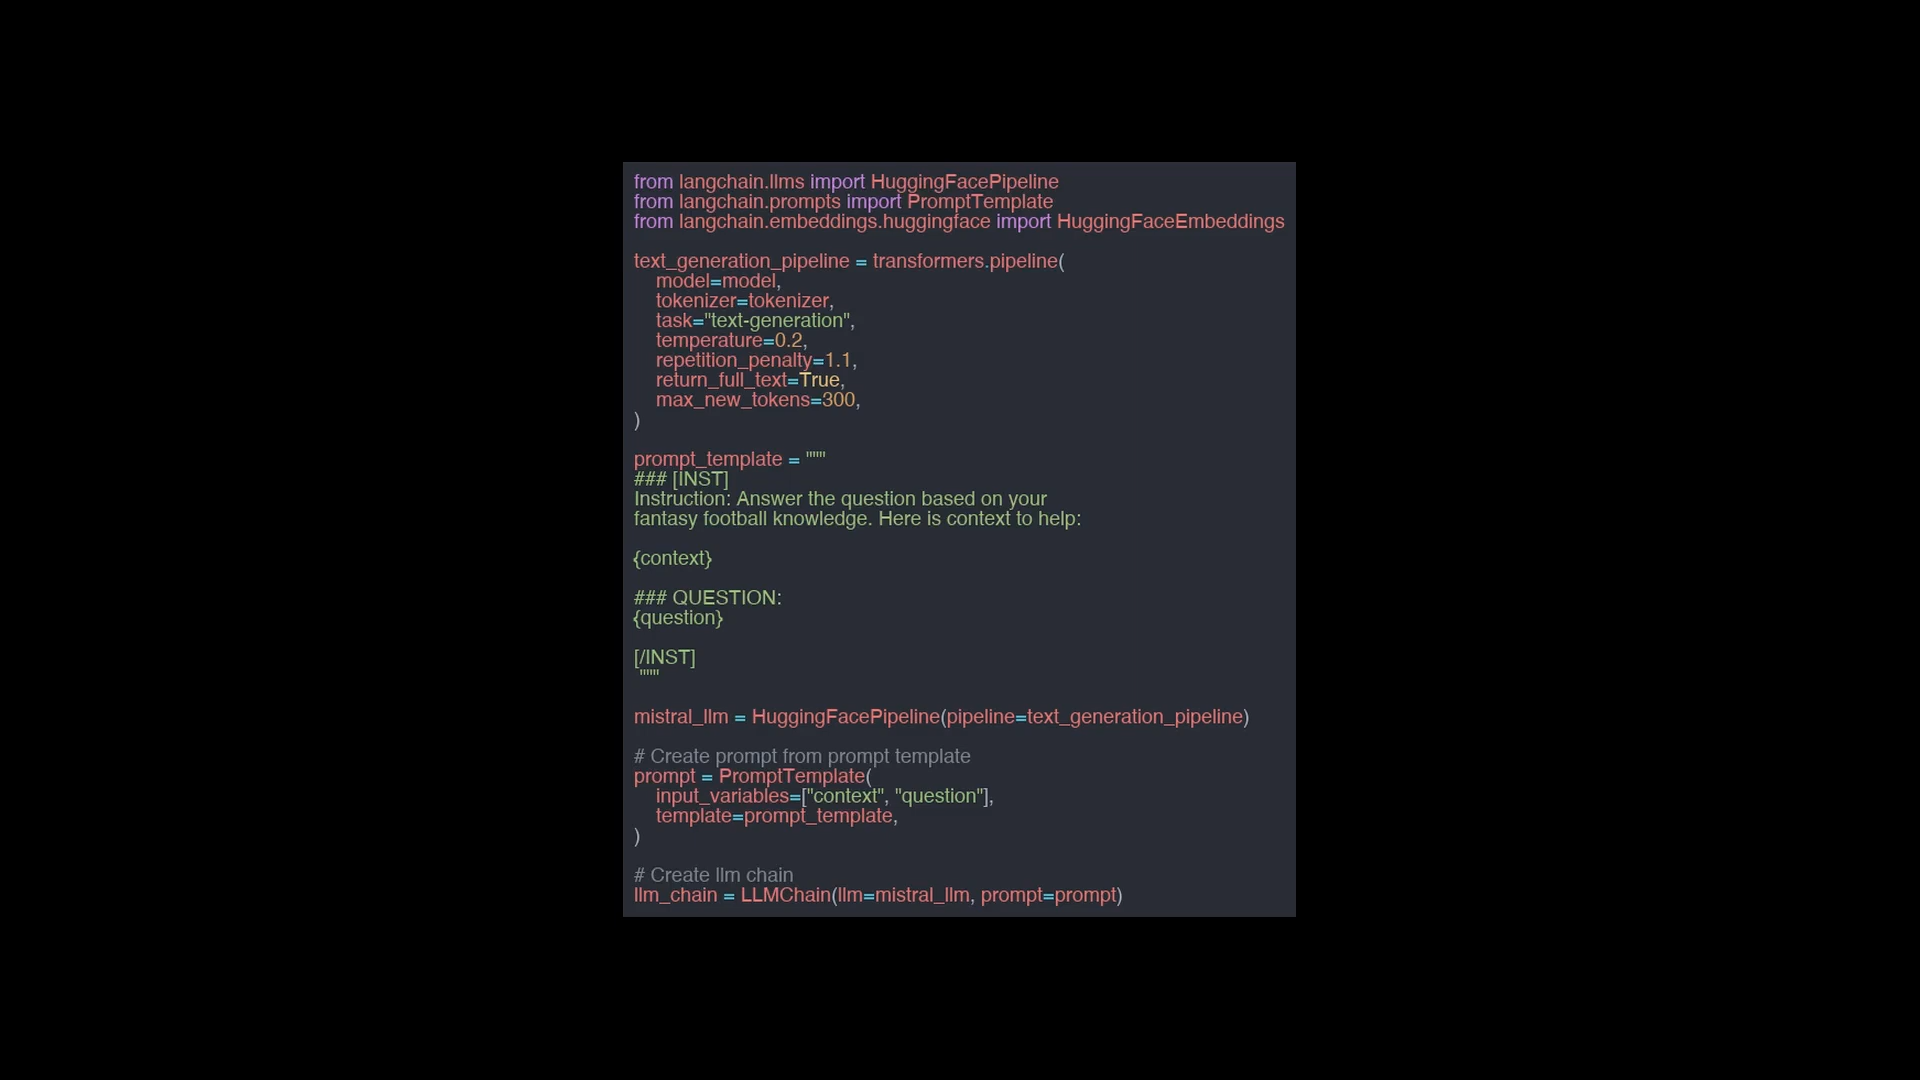 from langchain.llms import HuggingFacePipeline
from langchain.prompts import PromptTemplate
from langchain.embeddings.huggingface import HuggingFaceEmbeddings
text_generation_pipeline = transformers.pipeline(
    model=model,
    tokenizer=tokenizer,
    task="text-generation",
    temperature=0.2,
    repetition_penalty=1.1,
    return_full_text=True,
    max_new_tokens=300,
)
prompt_template = """
### [INST]
Instruction: Answer the question based on your
fantasy football knowledge. Here is context to help:
{context}
### QUESTION:
{question}
[/INST]
 """
mistral_llm = HuggingFacePipeline(pipeline=text_generation_pipeline)
# Create prompt from prompt template
prompt = PromptTemplate(
    input_variables=["context", "question"],
    template=prompt_template,
)
# Create llm chain
llm_chain = LLMChain(llm=mistral_llm, prompt=prompt)